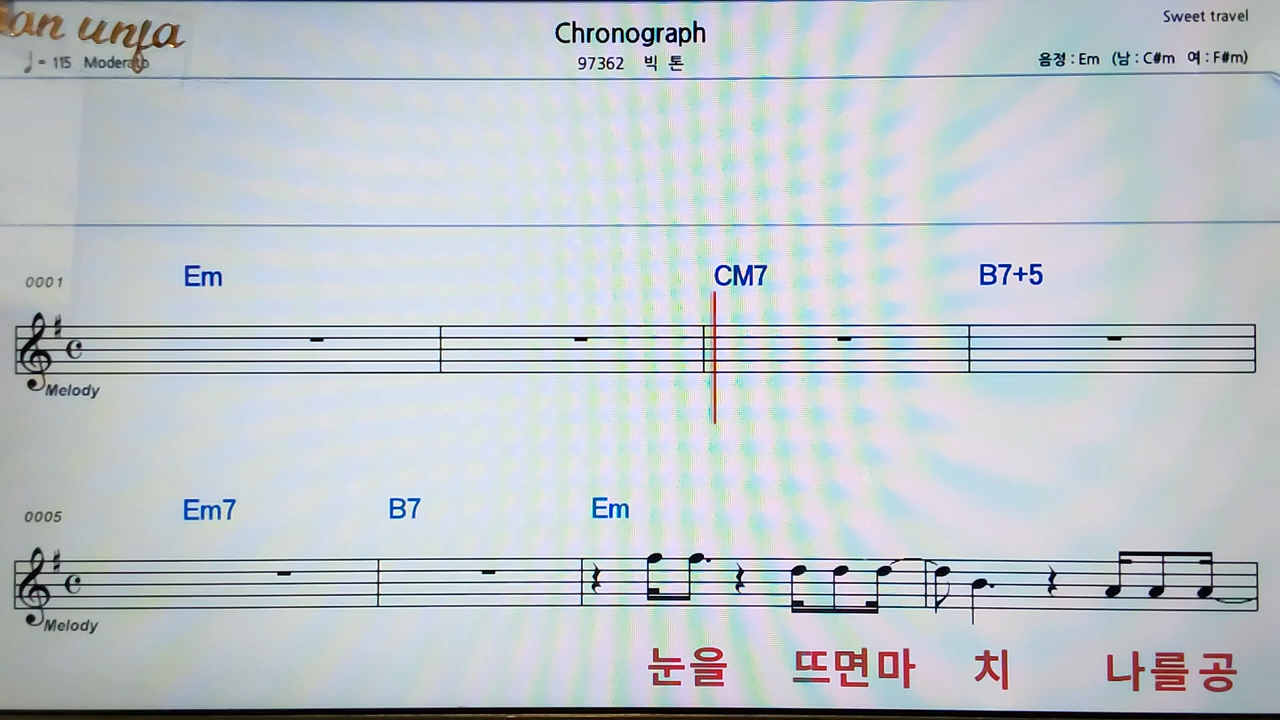 Sweet travel
Chronograph
= 115 Moderato
97362 빅 톤
음정 : Em (남 : C#m 여 : F#m)
0001 Em CM7 B7+5
Melody
0005 Em7 B7 Em
Melody
눈을 뜨면마 치 나를공